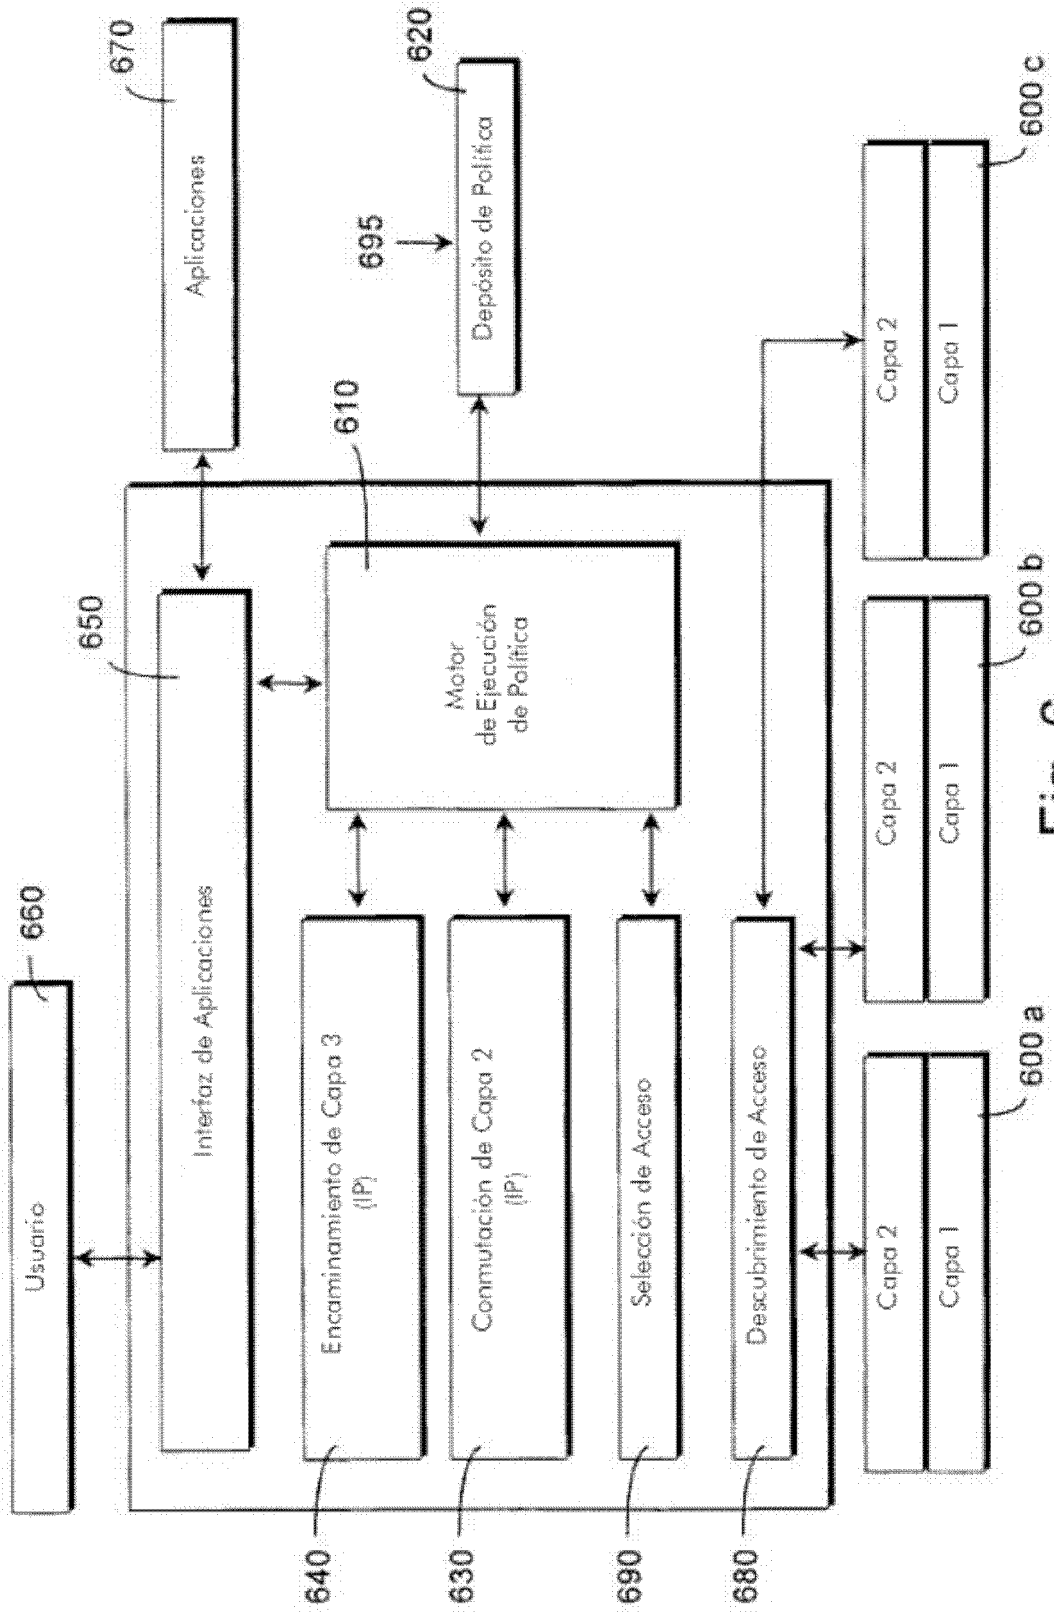 Usuario
660
650
Interfaz de Aplicaciones
670
Aplicaciones
640
Encaminamiento de Capa 3
(IP)
610
Motor
de Ejecución
de Política
695
620
Depósito de Política
630
Conmutación de Capa 2
(IP)
690
Selección de Acceso
680
Descubrimiento de Acceso
Capa 2
Capa 1
600 a
Capa 2
Capa 1
600 b
Capa 2
Capa 1
600 c